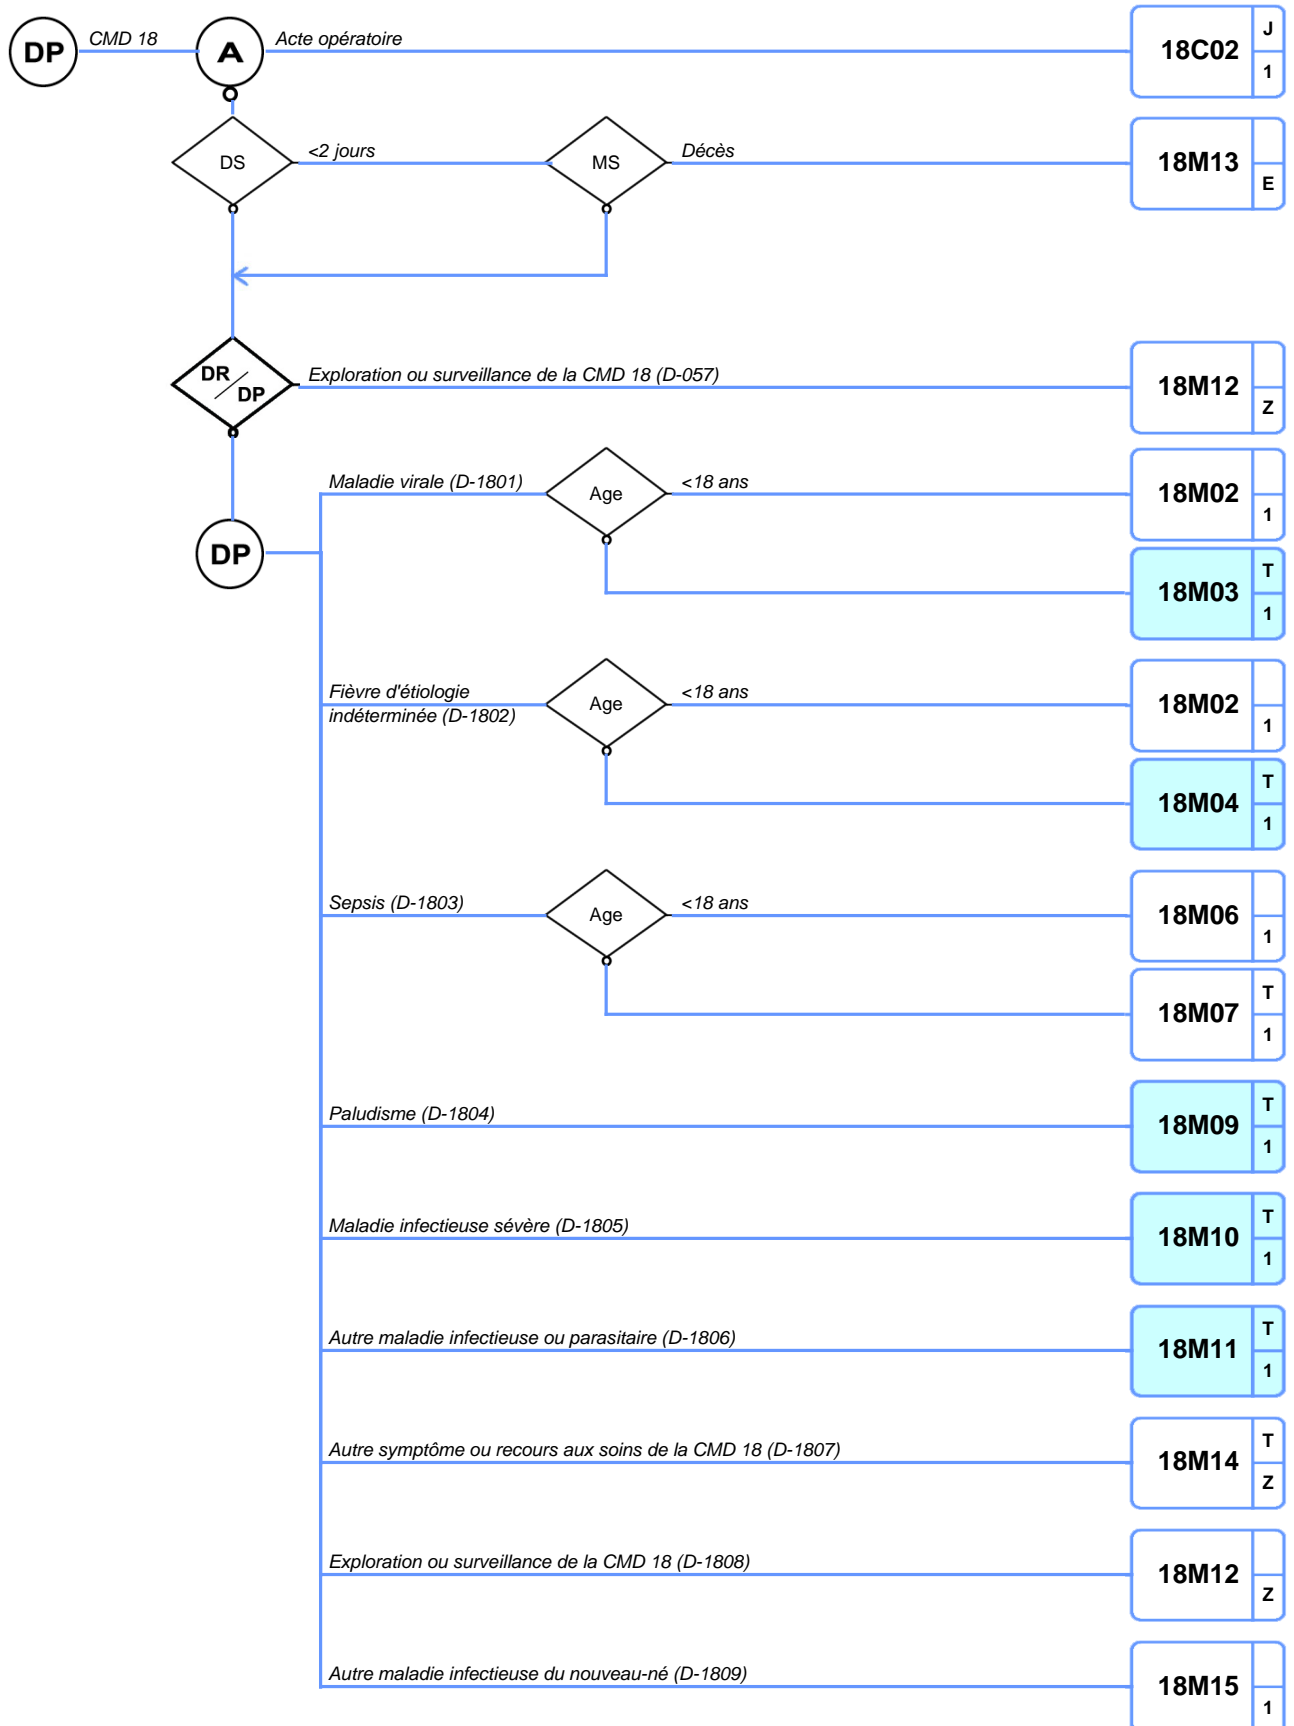 DP
CMD 18
A
Acte opératoire
18C02
J
1
DS
<2 jours
MS
Décès
18M13
E
DR
DP
Exploration ou surveillance de la CMD 18 (D-057)
18M12
Z
DP
Maladie virale (D-1801)
Age
<18 ans
18M02
1
18M03
T
1
Fièvre d'étiologie
indéterminée (D-1802)
Age
<18 ans
18M02
1
18M04
T
1
Sepsis (D-1803)
Age
<18 ans
18M06
1
18M07
T
1
Paludisme (D-1804)
18M09
T
1
Maladie infectieuse sévère (D-1805)
18M10
T
1
Autre maladie infectieuse ou parasitaire (D-1806)
18M11
T
1
Autre symptôme ou recours aux soins de la CMD 18 (D-1807)
18M14
T
Z
Exploration ou surveillance de la CMD 18 (D-1808)
18M12
Z
Autre maladie infectieuse du nouveau-né (D-1809)
18M15
1